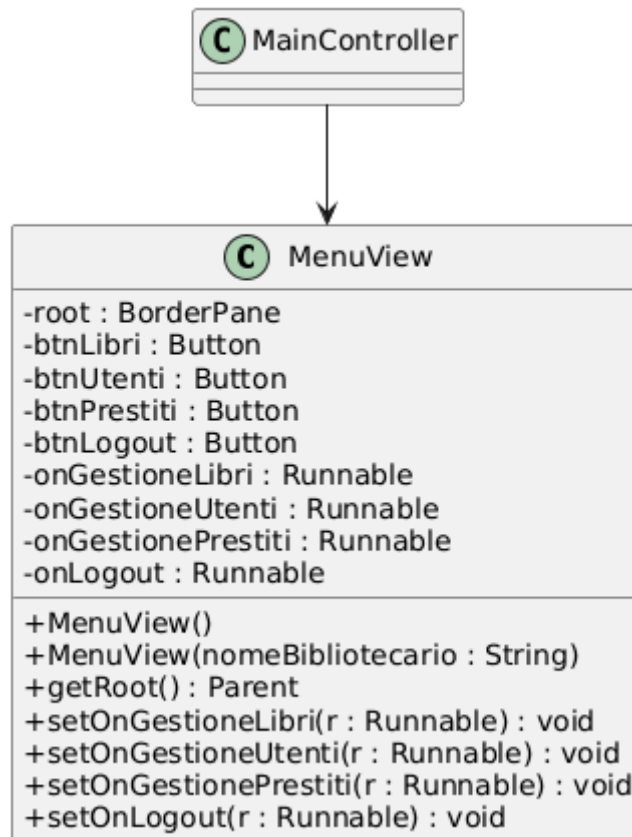 C MainController
C MenuView
-root : BorderPane
-btnLibri : Button
-btnUtenti : Button
-btnPrestiti : Button
-btnLogout : Button
-onGestioneLibri : Runnable
-onGestioneUtenti : Runnable
-onGestionePrestiti : Runnable
-onLogout : Runnable
+MenuView()
+MenuView(nomeBibliotecario : String)
+getRoot() : Parent
+setOnGestioneLibri(r : Runnable) : void
+setOnGestioneUtenti(r : Runnable) : void
+setOnGestionePrestiti(r : Runnable) : void
+setOnLogout(r : Runnable) : void